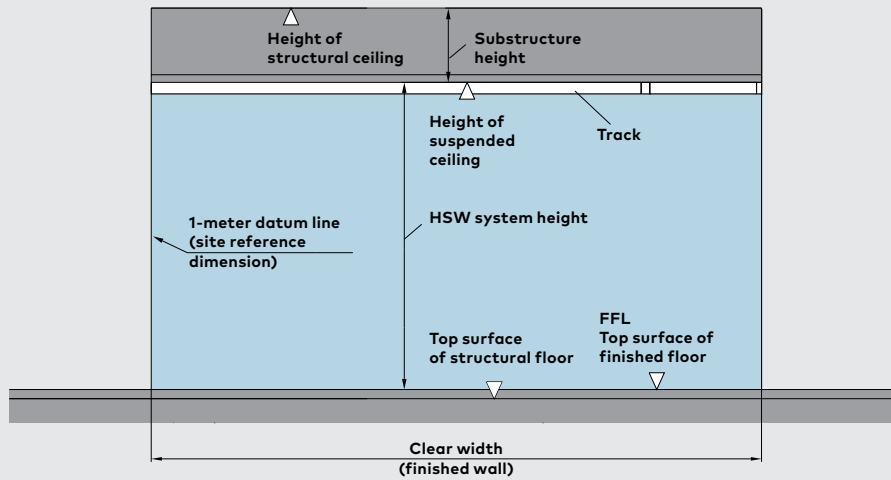 Height of
structural ceiling
Substructure
height
Height of
suspended
ceiling
Track
1-meter datum line
(site reference
dimension)
HSW system height
Top surface
of structural floor
FFL
Top surface of
finished floor
Clear width
(finished wall)